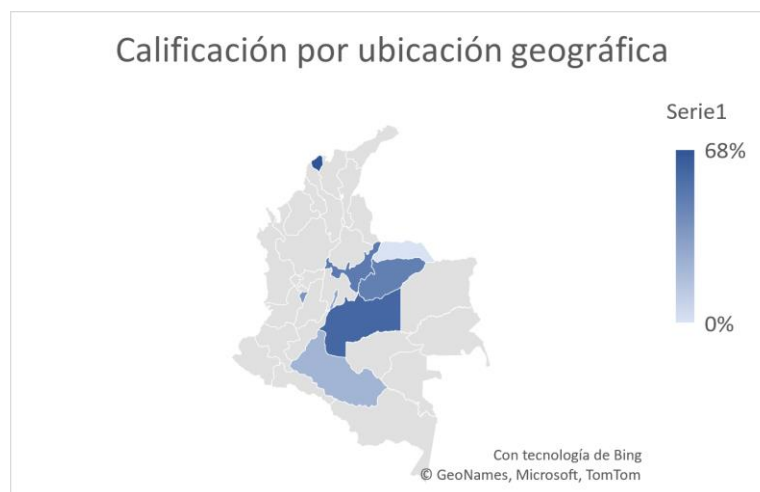 Calificación por ubicación geográfica
Serie1
68%
0%
Con tecnología de Bing
© GeoNames, Microsoft, TomTom